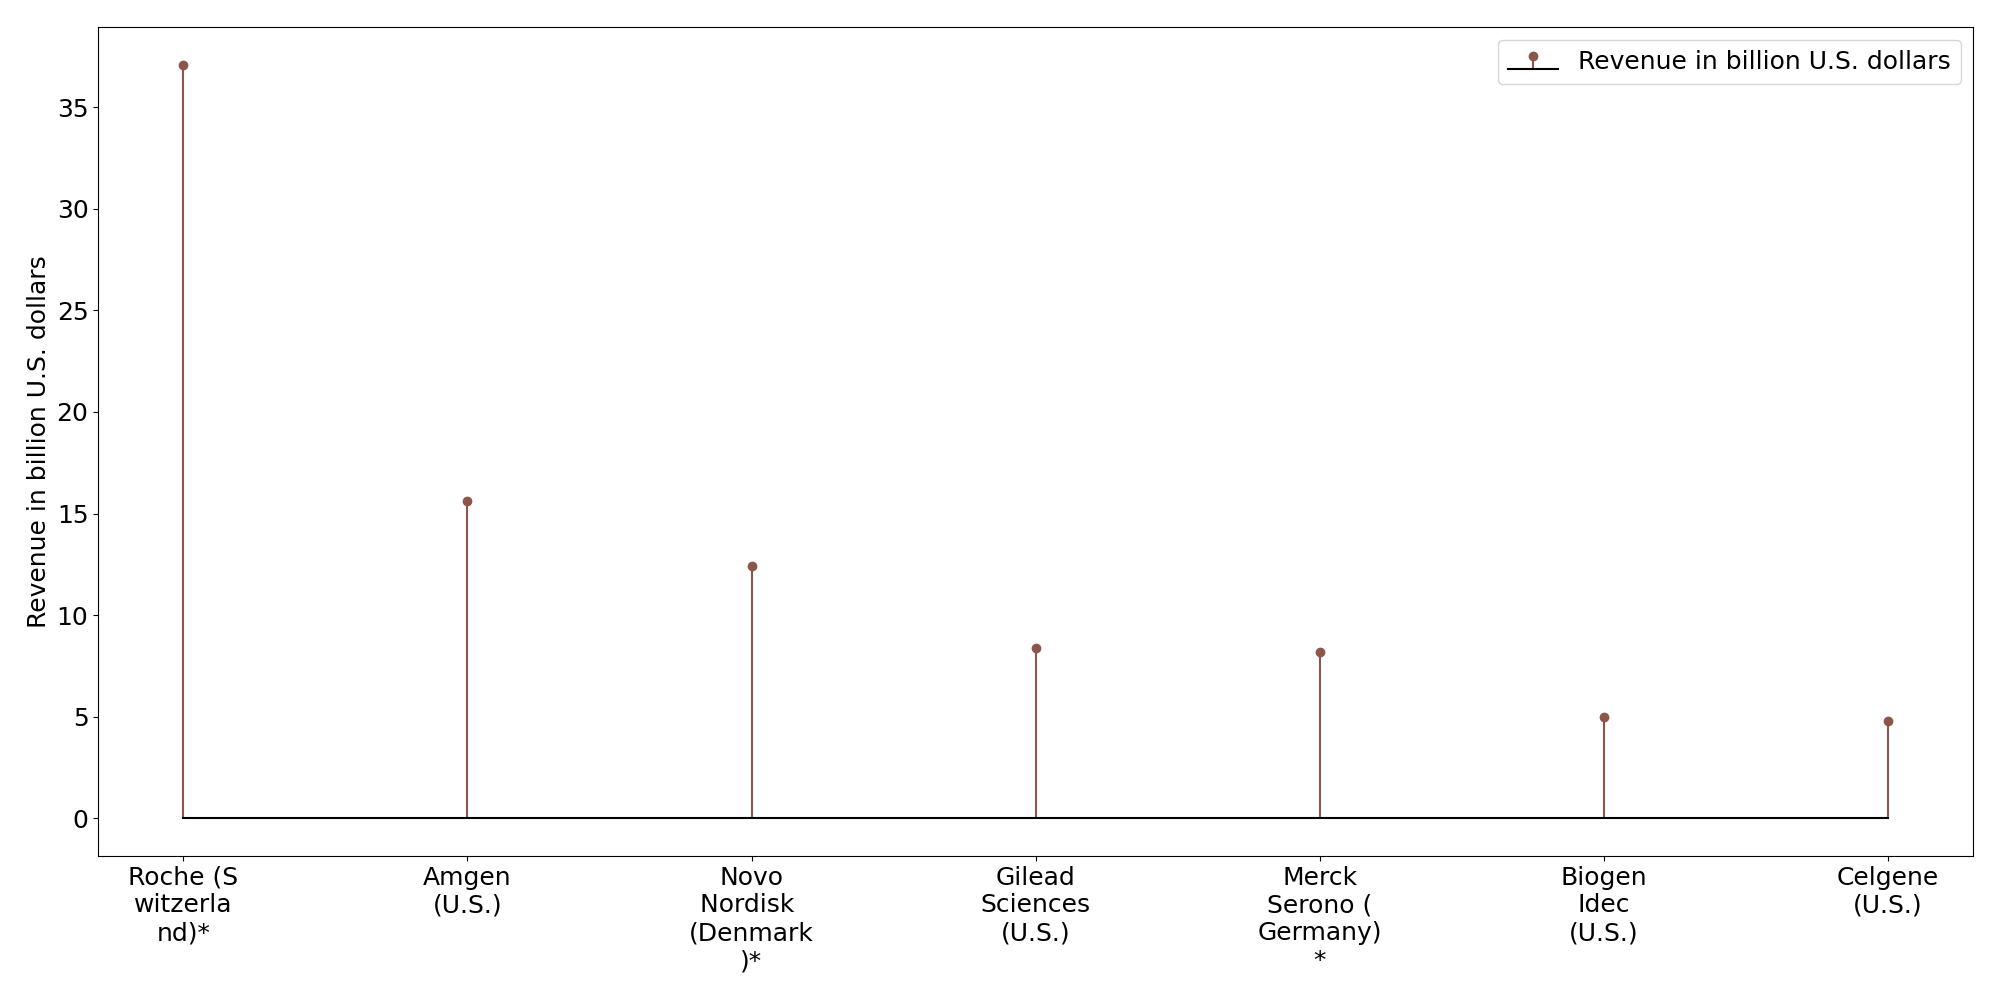 Revenue in billion U.S. dollars
Revenue in billion U.S. dollars
35
30
25
20
15
10
5
0
Roche (S
witzerla
nd)*
Amgen
(U.S.)
Novo
Nordisk
(Denmark
)*
Gilead
Sciences
(U.S.)
Merck
Serono (
Germany)
*
Biogen
Idec
(U.S.)
Celgene
(U.S.)